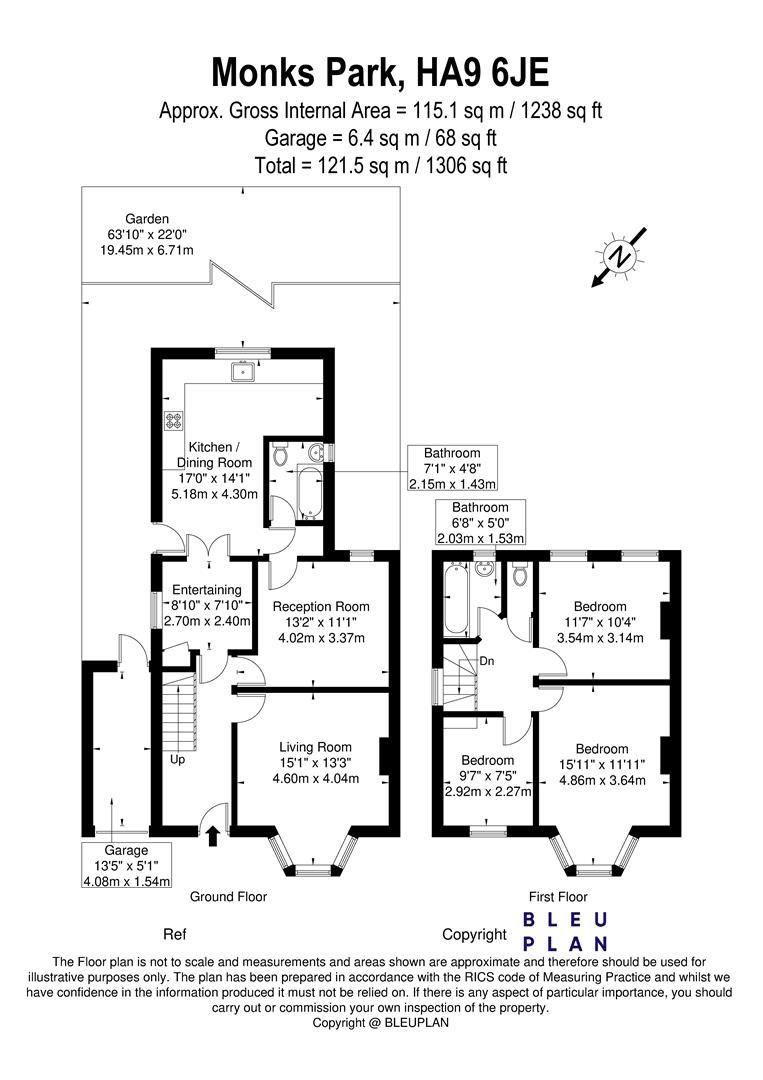 Monks Park, HA9 6JE
Approx. Gross Internal Area = 115.1 sq m / 1238 sq ft
Garage = 6.4 sq m / 68 sq ft
Total = 121.5 sq m / 1306 sq ft
Garden
63'10" x 22'0"
19.45m x 6.71m
N
Kitchen /
Dining Room
17'0" x 14'1"
5.18m x 4.30m
Bathroom
7'1" x 4'8"
2.15m x 1.43m
Bathroom
6'8" x 5'0"
2.03m x 1.53m
Entertaining
8'10" x 7'10"
2.70m x 2.40m
Reception Room
13'2" x 11'1"
4.02m x 3.37m
Bedroom
11'7" x 10'4"
3.54m x 3.14m
Dn
Up
Living Room
15'1" x 13'3"
4.60m x 4.04m
Bedroom
9'7" x 7'5"
2.92m x 2.27m
Bedroom
15'11" x 11'11"
4.86m x 3.64m
Garage
13'5" x 5'1"
4.08m x 1.54m
Ground Floor
First Floor
Ref
Copyright
BLEU
PLAN
The Floor plan is not to scale and measurements and areas shown are approximate and therefore should be used for
illustrative purposes only. The plan has been prepared in accordance with the RICS code of Measuring Practice and whilst we
have confidence in the information produced it must not be relied on. If there is any aspect of particular importance, you should
carry out or commission your own inspection of the property.
Copyright @ BLEUPLAN